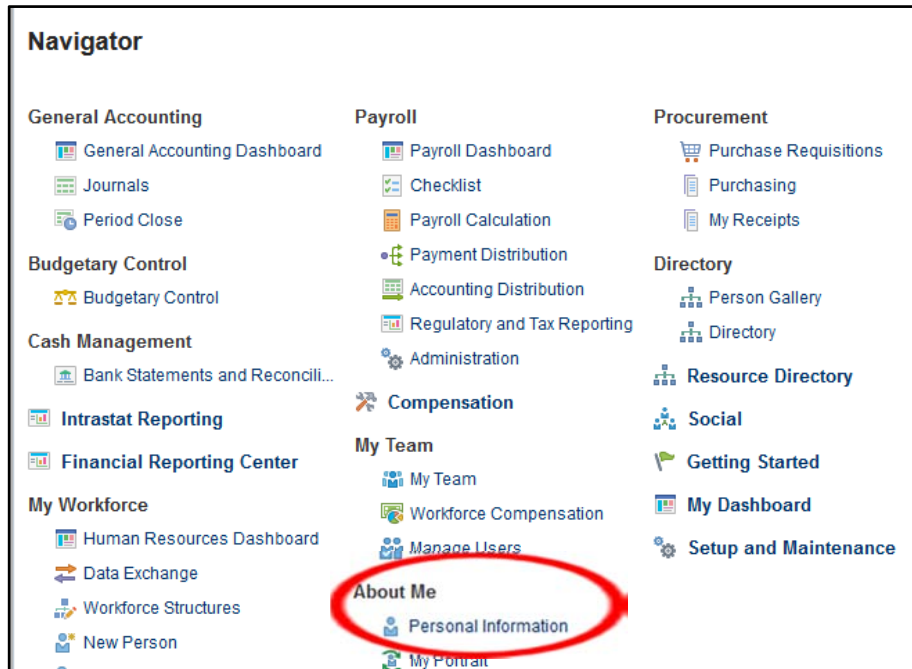 Navigator
General Accounting
General Accounting Dashboard
Journals
Period Close
Budgetary Control
Budgetary Control
Cash Management
Bank Statements and Reconcili...
Intrastat Reporting
Financial Reporting Center
My Workforce
Human Resources Dashboard
Data Exchange
Workforce Structures
New Person
Payroll
Payroll Dashboard
Checklist
Payroll Calculation
Payment Distribution
Accounting Distribution
Regulatory and Tax Reporting
Administration
Compensation
My Team
My Team
Workforce Compensation
Manage Users
About Me
Personal Information
My Portrait
Procurement
Purchase Requisitions
Purchasing
My Receipts
Directory
Person Gallery
Directory
Resource Directory
Social
Getting Started
My Dashboard
Setup and Maintenance